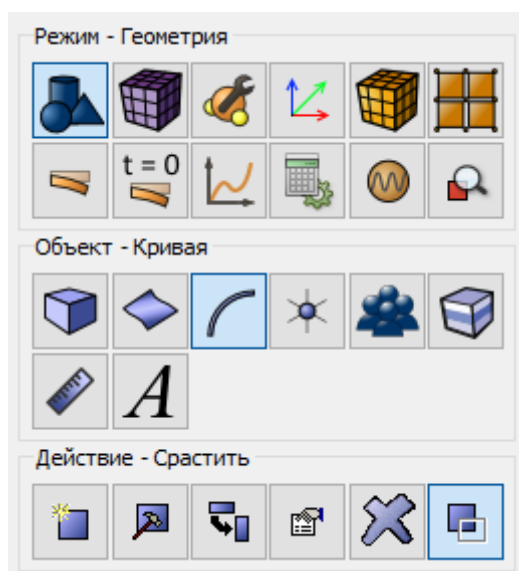 Режим - Геометрия
t = 0
Объект - Кривая
A
Действие - Срастить